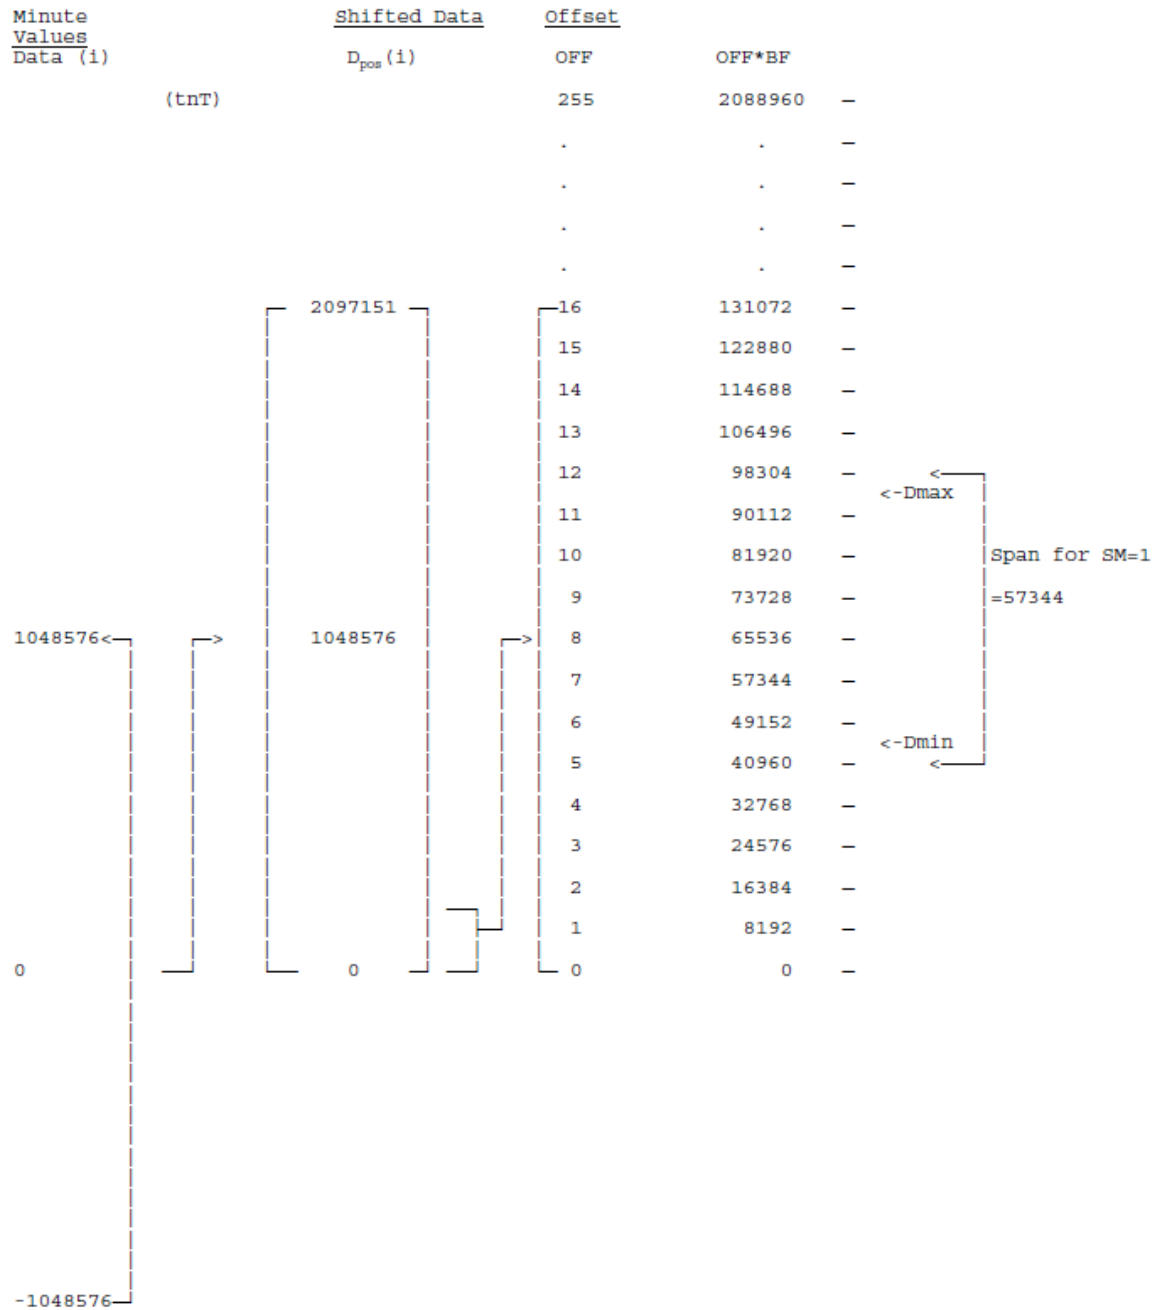 Minute Shifted Data Offset
Values
Data (i) Dpos(i) OFF OFF*BF
(tnT) 255 2088960 —
. . —
. . —
. . —
. . —
2097151 16 131072 —
15 122880 —
14 114688 —
13 106496 —
12 98304 — <
<-Dmax
11 90112 —
10 81920 — Span for SM=1
9 73728 — =57344
1048576< > 1048576 > 8 65536 —
7 57344 —
6 49152 —
<-Dmin
5 40960 — <
4 32768 —
3 24576 —
2 16384 —
1 8192 —
0 0 0 0 —
-1048576